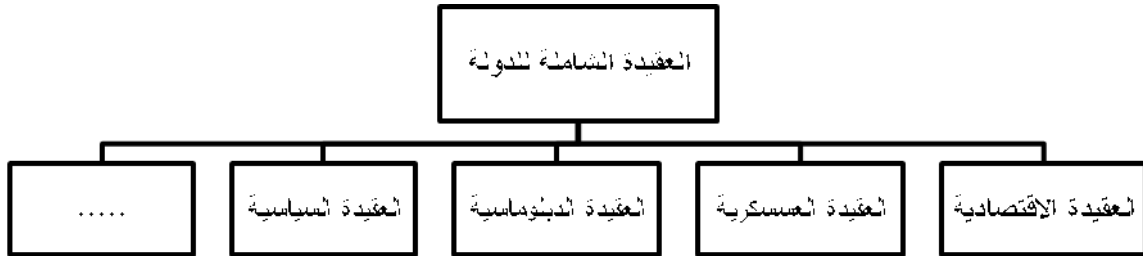 العقيدة الشاملة للدولة
العقيدة الاقتصادية
العقيدة العسكرية
العقيدة الدبلوماسية
العقيدة السياسية
.....